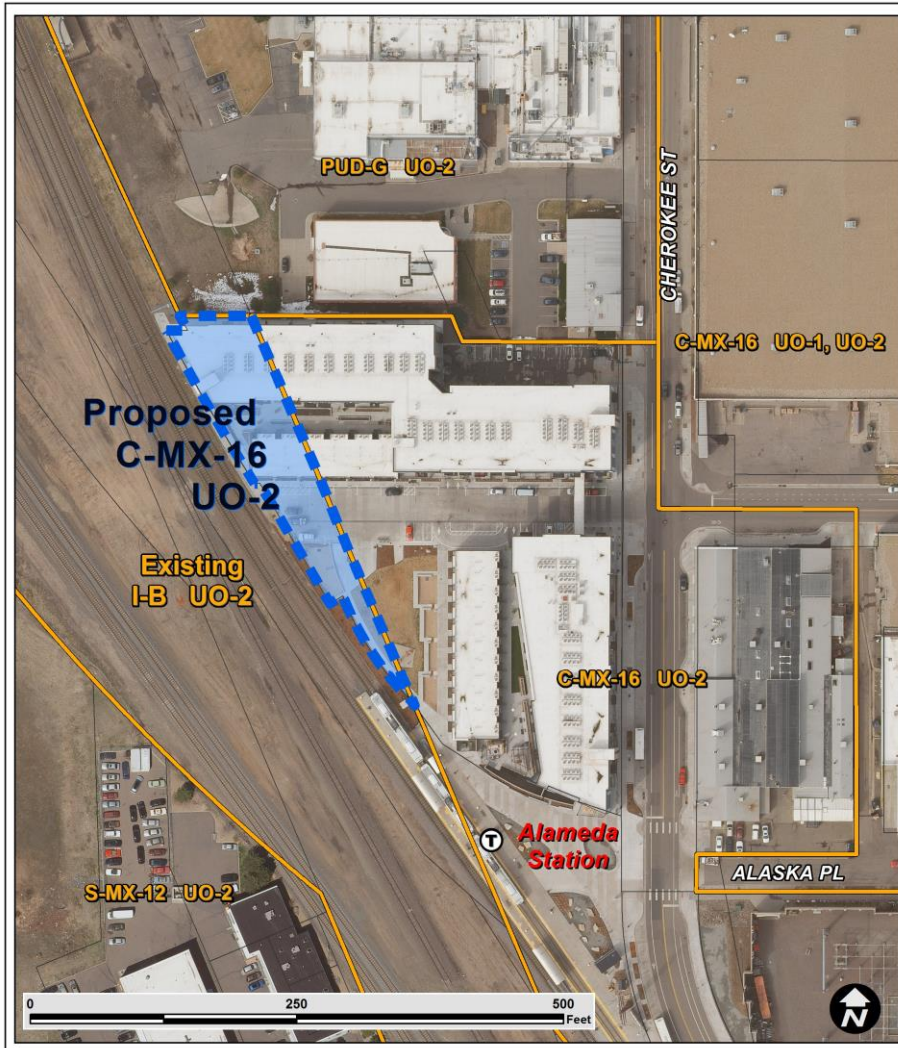 PUD-G UO-2
CHEROKEE ST
C-MX-16 UO-1, UO-2
Proposed
C-MX-16
UO-2
Existing
I-B UO-2
C-MX-16 UO-2
T
Alameda
Station
ALASKA PL
S-MX-12 UO-2
0 250 500
Feet
N